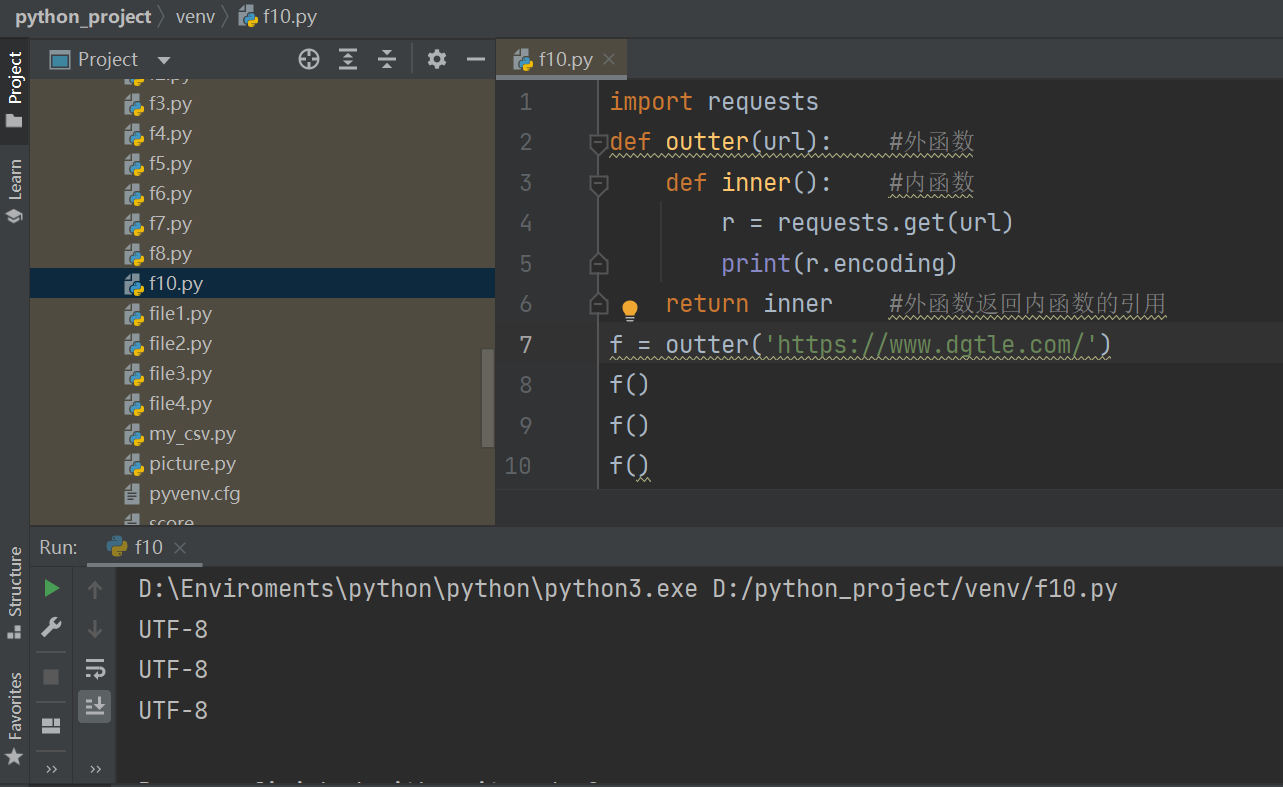 python_project venv f10.py
Project
f10.py
Project
Learn
Structure
Favorites
f3.py
f4.py
f5.py
f6.py
f7.py
f8.py
f10.py
file1.py
file2.py
file3.py
file4.py
my_csv.py
picture.py
pyvenv.cfg
score
1 import requests
2 def outter(url): #外函数
3 def inner(): #内函数
4 r = requests.get(url)
5 print(r.encoding)
6 return inner #外函数返回内函数的引用
7 f = outter('https://www.dgtle.com/')
8 f()
9 f()
10 f()
Run: f10
D:\Enviroments\python\python\python3.exe D:/python_project/venv/f10.py
UTF-8
UTF-8
UTF-8